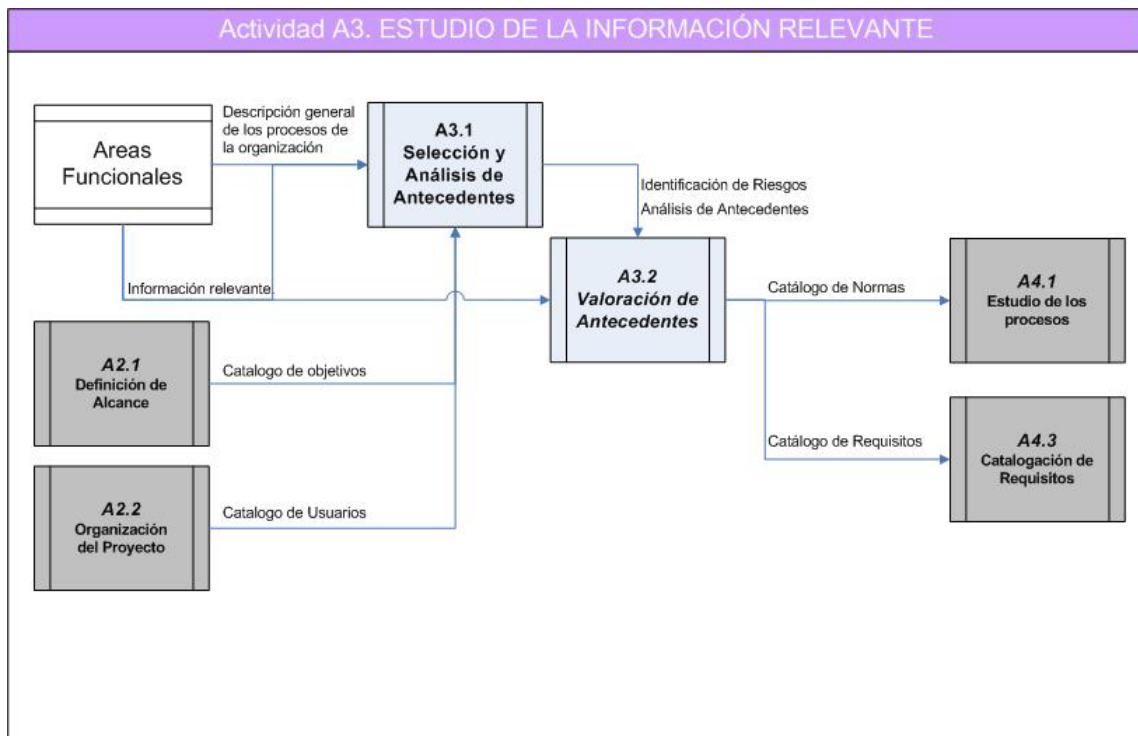 Actividad A3. ESTUDIO DE LA INFORMACIÓN RELEVANTE
Areas
Funcionales
Descripción general
de los procesos de
la organización
A3.1
Selección y
Análisis de
Antecedentes
Identificación de Riesgos
Análisis de Antecedentes
Información relevante.
A3.2
Valoración de
Antecedentes
Catálogo de Normas
A4.1
Estudio de los
procesos
A2.1
Definición de
Alcance
Catalogo de objetivos
Catálogo de Requisitos
A4.3
Catalogación de
Requisitos
A2.2
Organización
del Proyecto
Catalogo de Usuarios